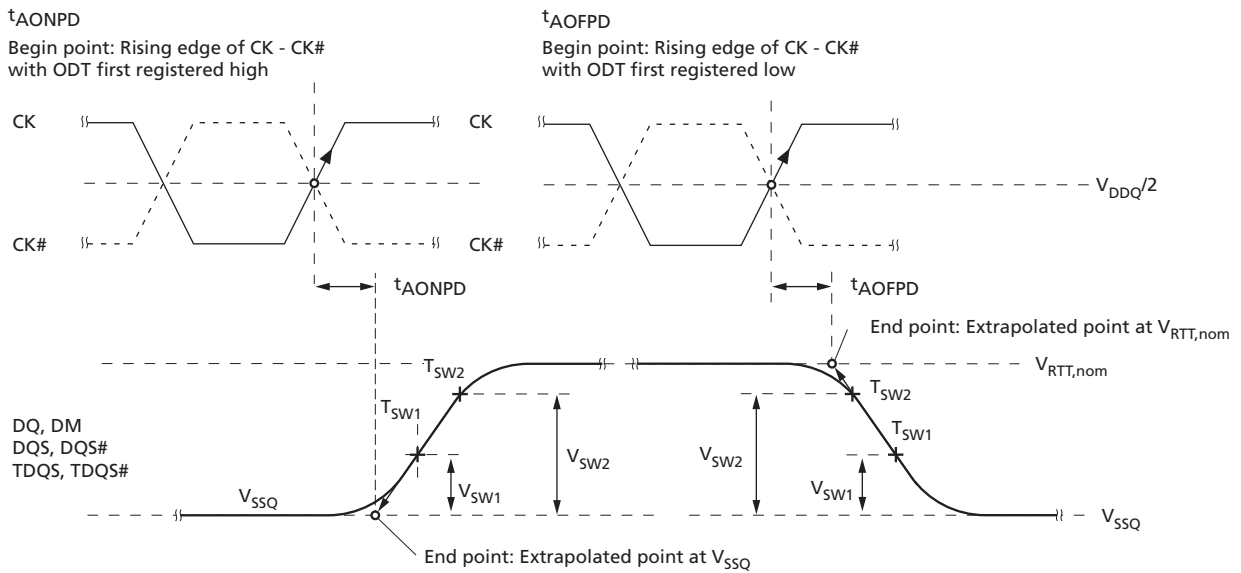 tAONPD
Begin point: Rising edge of CK - CK#
with ODT first registered high
tAOFPD
Begin point: Rising edge of CK - CK#
with ODT first registered low
CK
CK
VDDQ/2
CK#
CK#
tAONPD
tAOFPD
End point: Extrapolated point at VRTT,nom
TSW2
VRTT,nom
TSW2
TSW1
TSW1
DQ, DM
DQS, DQS#
TDQS, TDQS#
VSW2
VSW2
VSW1
VSW1
VSSQ
VSSQ
End point: Extrapolated point at VSSQ